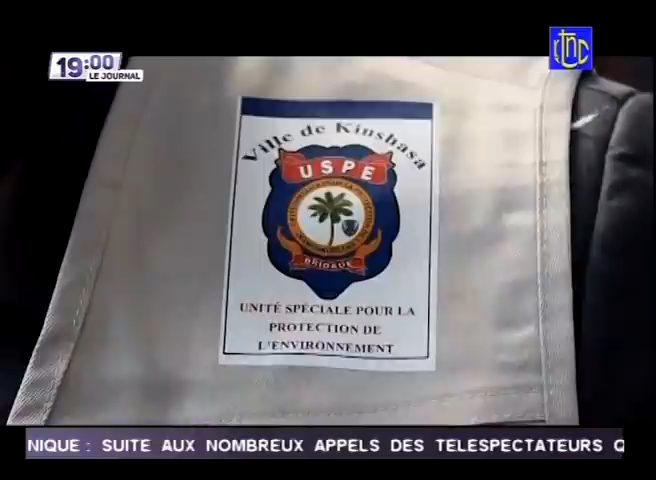 19:00
LE JOURNAL
rtnc
Ville de Kinshasa
USPE
BRIGADE
UNITÉ SPÉCIALE POUR LA
PROTECTION DE
L'ENVIRONNEMENT
NIQUE : SUITE AUX NOMBREUX APPELS DES TELESPECTATEURS Q